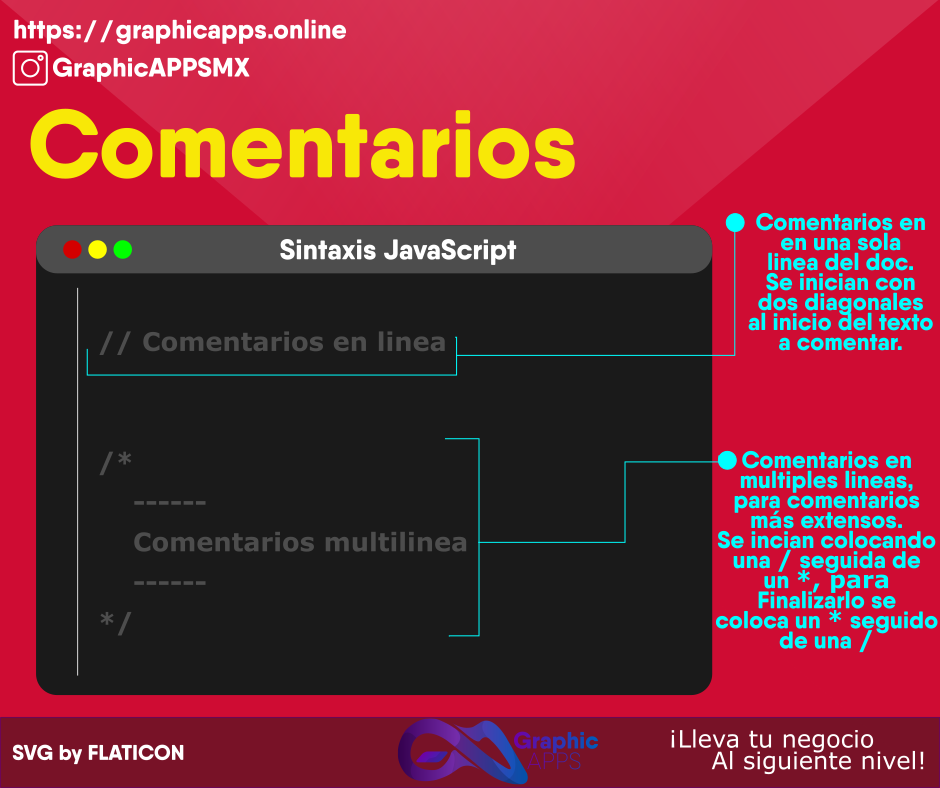 https://graphicapps.online
GraphicAPPSMX
Comentarios
Sintaxis JavaScript
// Comentarios en linea
/*
------
Comentarios multilinea
------
*/
Comentarios en
en una sola
linea del doc.
Se inician con
dos diagonales
al inicio del texto
a comentar.
Comentarios en
multiples lineas,
para comentarios
más extensos.
Se incian colocando
una / seguida de
un *, para
Finalizarlo se
coloca un * seguido
de una /
SVG by FLATICON
Graphic
APPS
¡Lleva tu negocio
Al siguiente nivel!